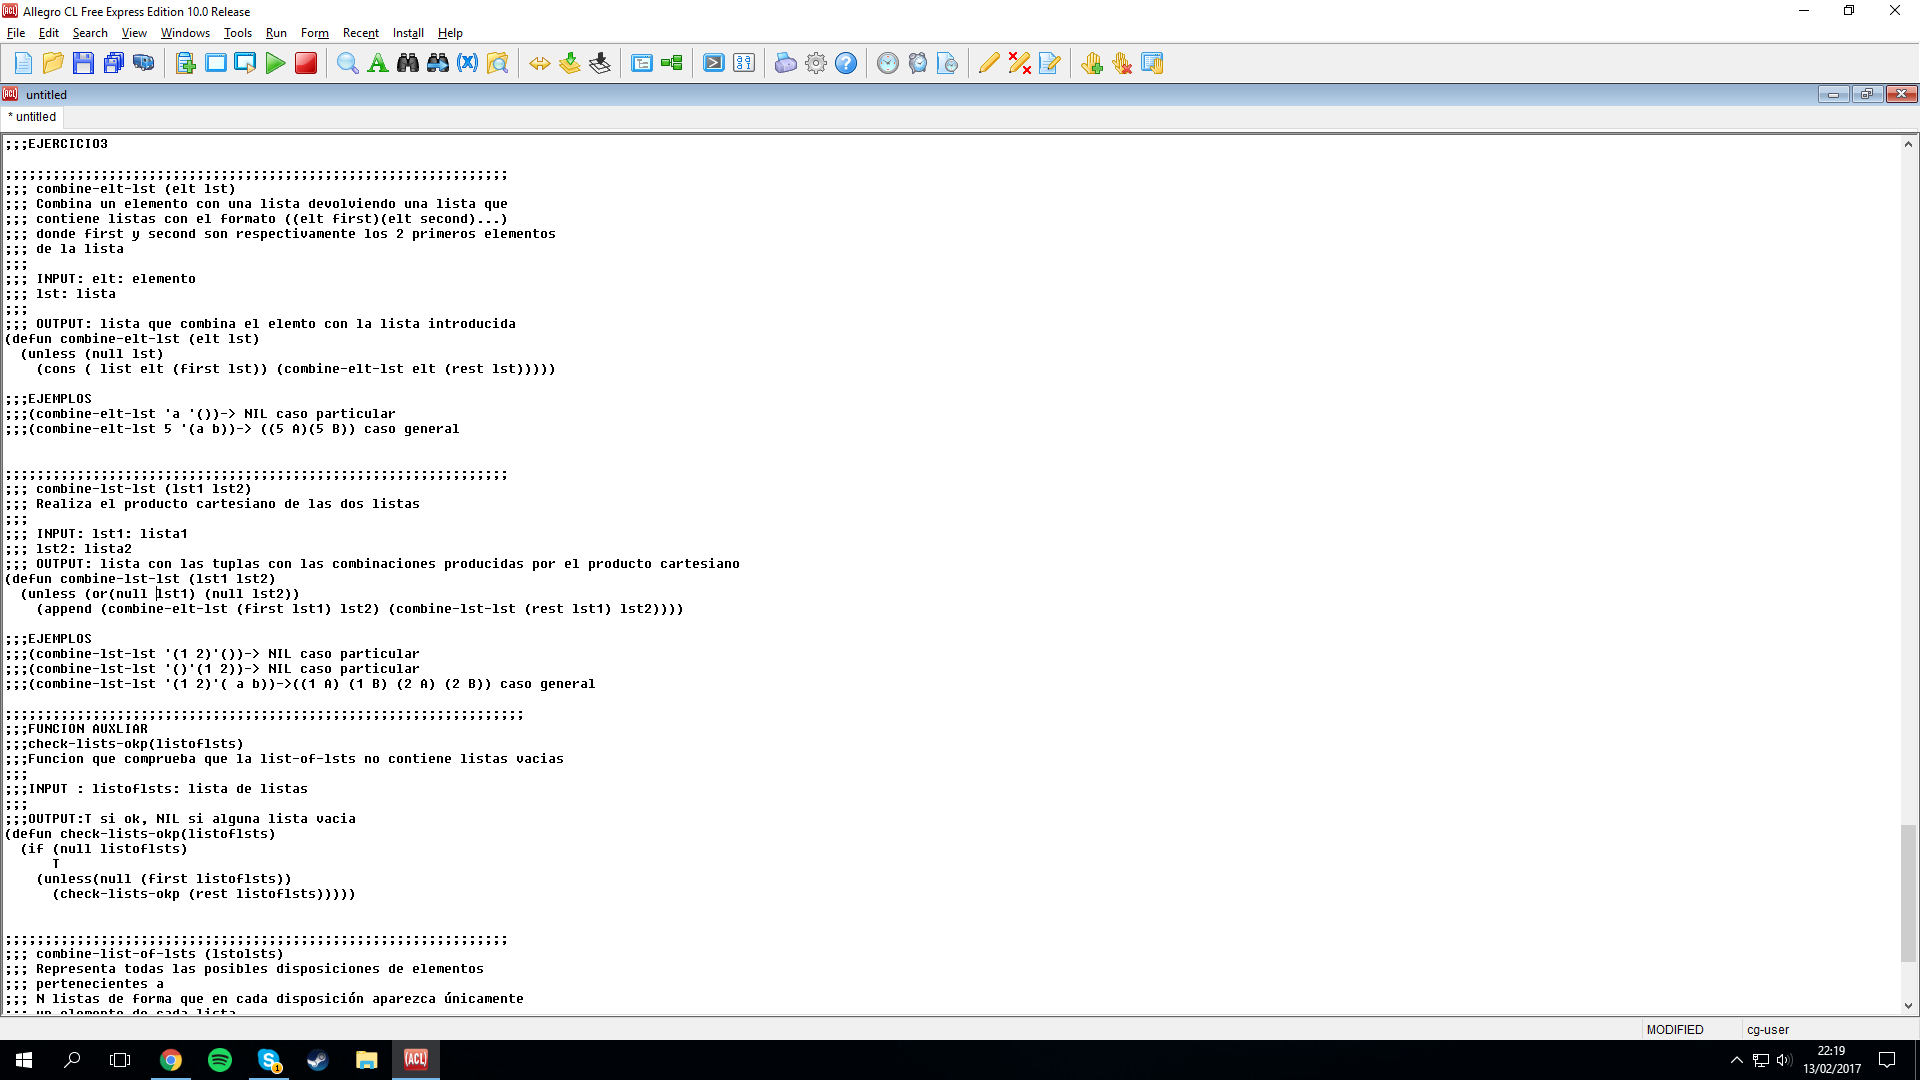 Allegro CL Free Express Edition 10.0 Release
File Edit Search View Windows Tools Run Form Recent Install Help
untitled
* untitled
;;;EJERCICIO3
;;;;;;;;;;;;;;;;;;;;;;;;;;;;;;;;;;;;;;;;;;;;;;;;;;;;;;;;;;;;;;;
;;; combine-elt-lst (elt lst)
;;; Combina un elemento con una lista devolviendo una lista que
;;; contiene listas con el formato ((elt first)(elt second)...)
;;; donde first y second son respectivamente los 2 primeros elementos
;;; de la lista
;;;
;;; INPUT: elt: elemento
;;; lst: lista
;;;
;;; OUTPUT: lista que combina el elemto con la lista introducida
(defun combine-elt-lst (elt lst)
(unless (null lst)
(cons ( list elt (first lst)) (combine-elt-lst elt (rest lst)))))
;;;EJEMPLOS
;;;(combine-elt-lst 'a '())-> NIL caso particular
;;;(combine-elt-lst 5 '(a b))-> ((5 A)(5 B)) caso general
;;;;;;;;;;;;;;;;;;;;;;;;;;;;;;;;;;;;;;;;;;;;;;;;;;;;;;;;;;;;;;;
;;; combine-lst-lst (lst1 lst2)
;;; Realiza el producto cartesiano de las dos listas
;;;
;;; INPUT: lst1: lista1
;;; lst2: lista2
;;; OUTPUT: lista con las tuplas con las combinaciones producidas por el producto cartesiano
(defun combine-lst-lst (lst1 lst2)
(unless (or(null lst1) (null lst2))
(append (combine-elt-lst (first lst1) lst2) (combine-lst-lst (rest lst1) lst2))))
;;;EJEMPLOS
;;;(combine-lst-lst '(1 2)'())-> NIL caso particular
;;;(combine-lst-lst '()'(1 2))-> NIL caso particular
;;;(combine-lst-lst '(1 2)'( a b))->((1 A) (1 B) (2 A) (2 B)) caso general
;;;;;;;;;;;;;;;;;;;;;;;;;;;;;;;;;;;;;;;;;;;;;;;;;;;;;;;;;;;;;;;;;
;;;FUNCION AUXLIAR
;;;check-lists-okp(listoflsts)
;;;Funcion que comprueba que la list-of-lsts no contiene listas vacias
;;;
;;;INPUT : listoflsts: lista de listas
;;;
;;;OUTPUT:T si ok, NIL si alguna lista vacia
(defun check-lists-okp(listoflsts)
(if (null listoflsts)
T
(unless(null (first listoflsts))
(check-lists-okp (rest listoflsts)))))
;;;;;;;;;;;;;;;;;;;;;;;;;;;;;;;;;;;;;;;;;;;;;;;;;;;;;;;;;;;;;;;
;;; combine-list-of-lsts (lstolsts)
;;; Representa todas las posibles disposiciones de elementos
;;; pertenecientes a
;;; N listas de forma que en cada disposición aparezca únicamente
;;; un elemento de cada lista
MODIFIED cg-user
22:19
13/02/2017